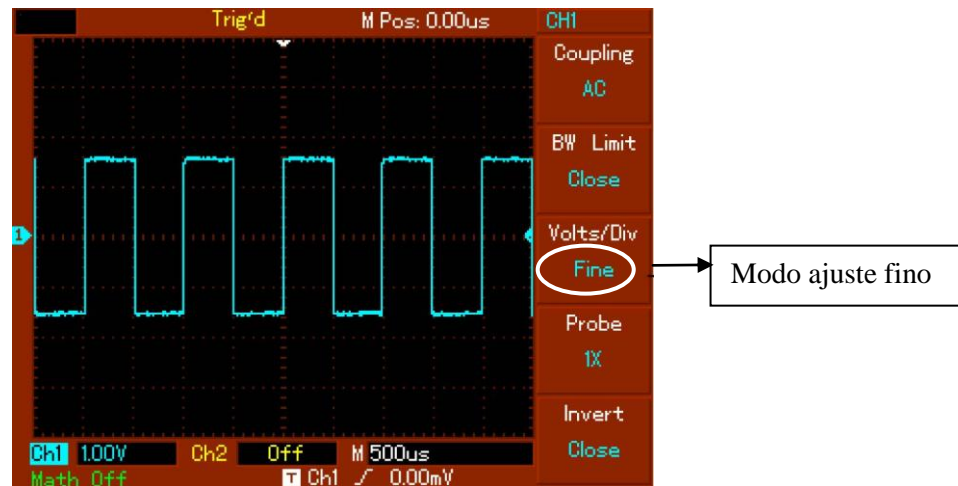 Trig'd M Pos: 0.00us CH1
Coupling
AC
BW Limit
Close
1
Volts/Div
Fine
Modo ajuste fino
Probe
1X
Invert
Close
Ch1 1.00V Ch2 Off M 500us
Math Off T Ch1 0.00mV